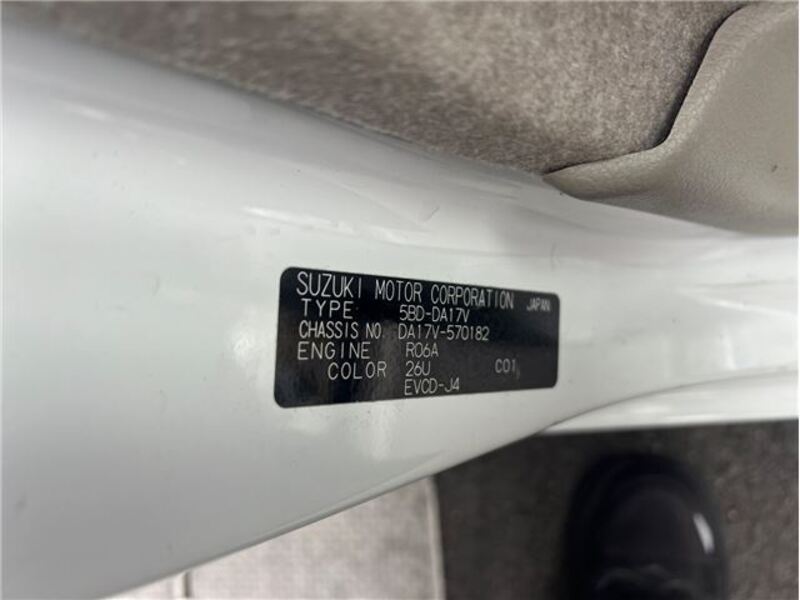 SUZUKI MOTOR CORPORATION JAPAN
TYPE 5BD-DA17V
CHASSIS NO. DA17V-570182
ENGINE R06A
COLOR 26U C01
EVCD-J4